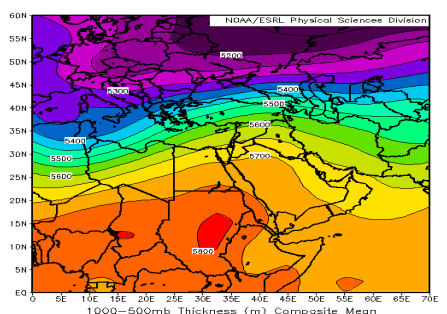 NOAA/ESRL Physical Sciences Division
60N
55N
50N
45N
40N
35N
30N
25N
20N
15N
10N
5N
EQ
5200
5300
5400
5500
5600
5400
5500
5600
5700
5800
0 5E 10E 15E 20E 25E 30E 35E 40E 45E 50E 55E 60E 65E 70E
1000-500mb Thickness (m) Composite Mean